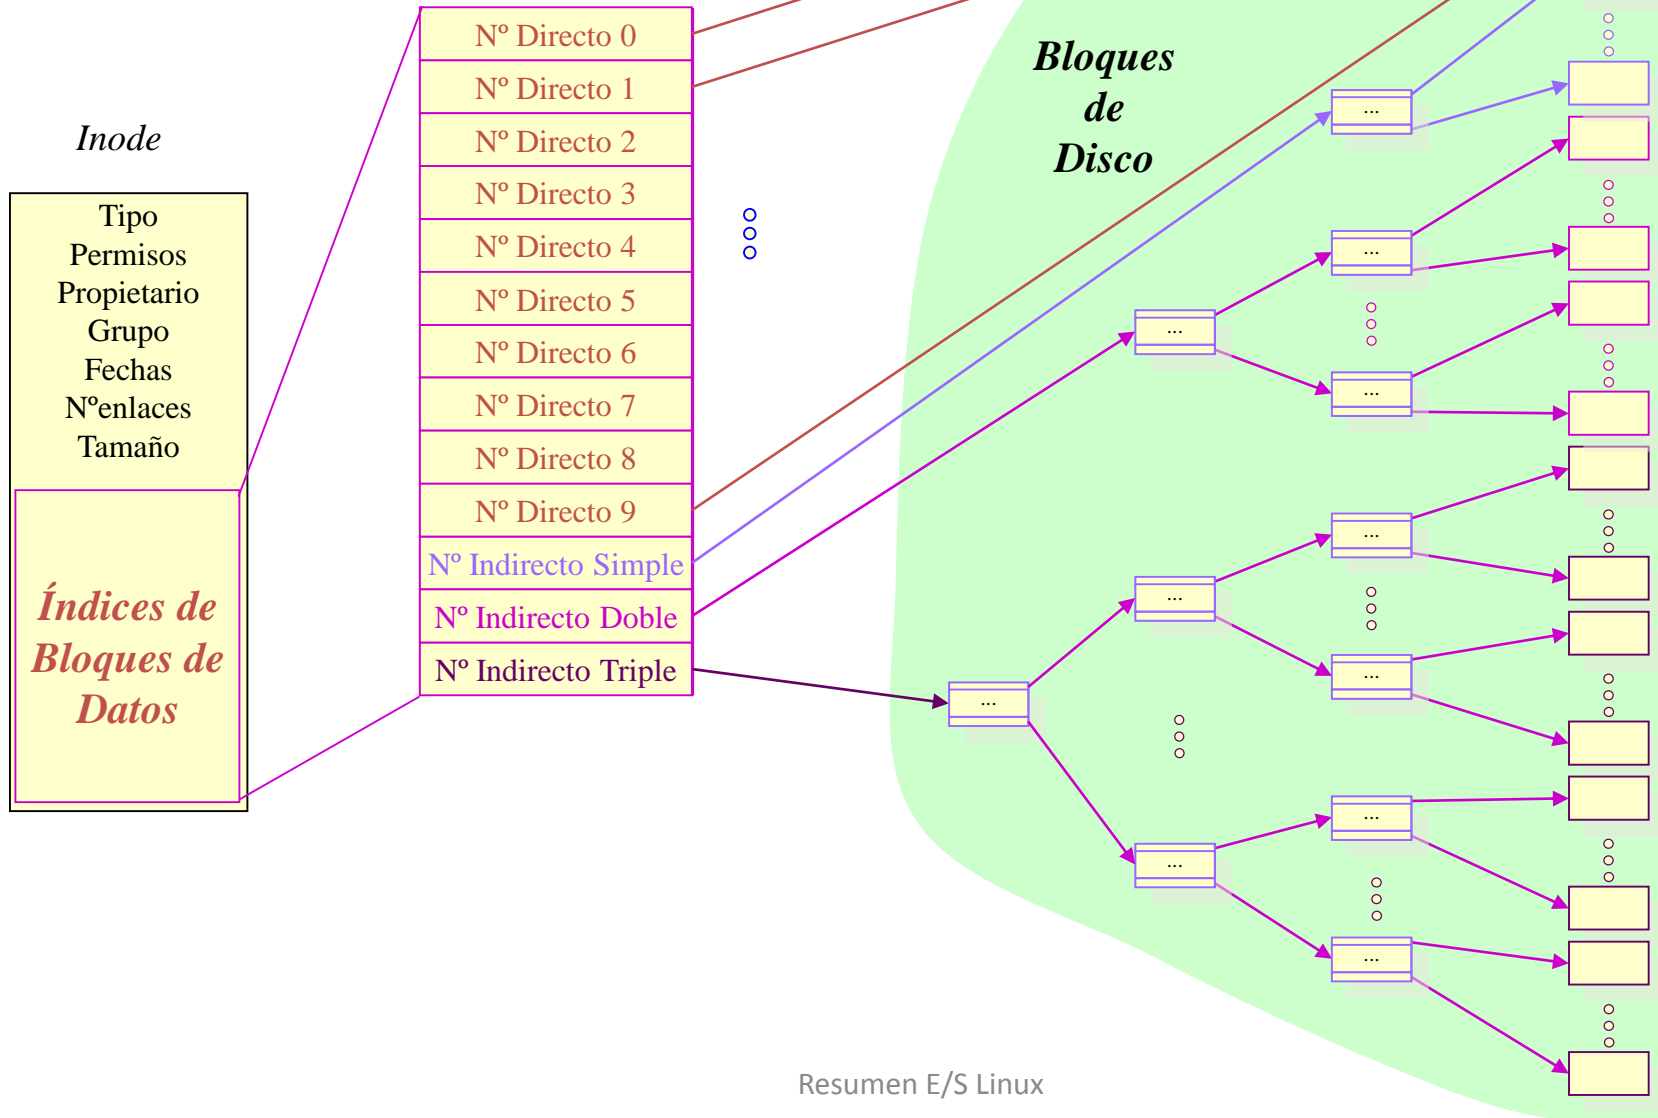 Inode
Tipo
Permisos
Propietario
Grupo
Fechas
Nºenlaces
Tamaño
Índices de
Bloques de
Datos
Nº Directo 0
Nº Directo 1
Nº Directo 2
Nº Directo 3
Nº Directo 4
Nº Directo 5
Nº Directo 6
Nº Directo 7
Nº Directo 8
Nº Directo 9
Nº Indirecto Simple
Nº Indirecto Doble
Nº Indirecto Triple
Bloques
de
Disco
...
...
...
...
...
...
...
...
...
...
...
Resumen E/S Linux